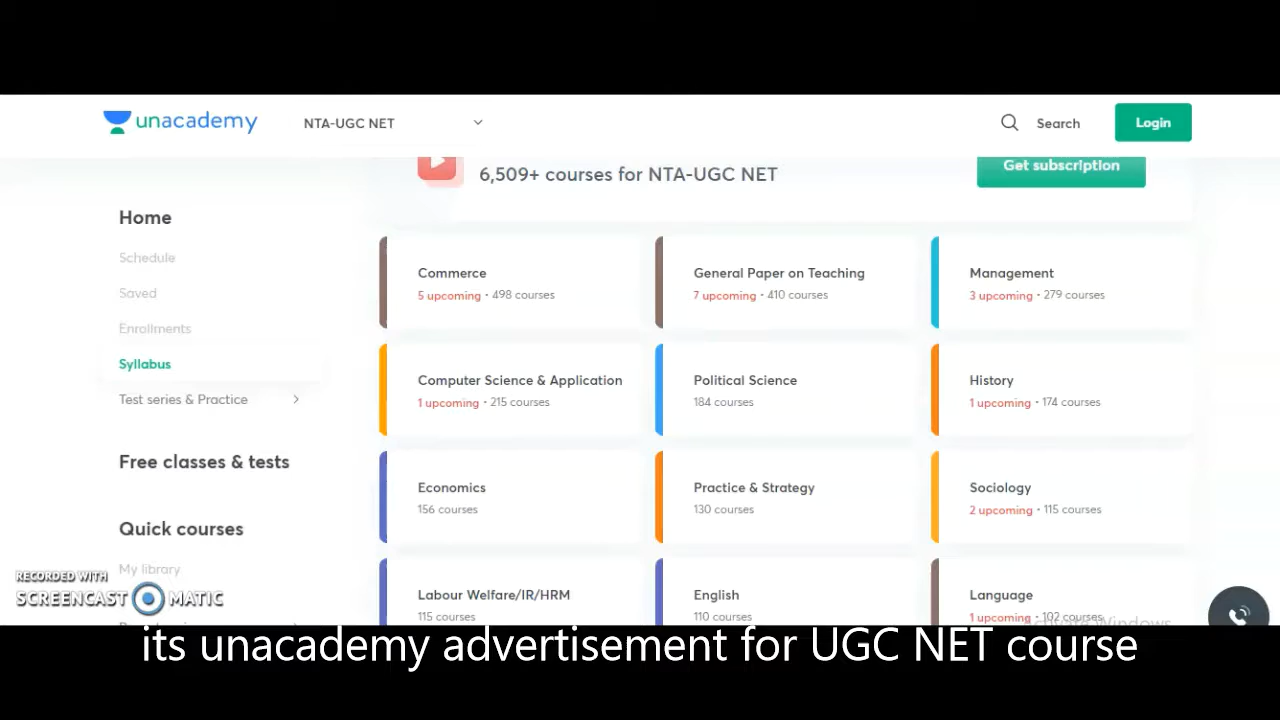 unacademy
NTA-UGC NET
Search
Login
6,509+ courses for NTA-UGC NET
Get subscription
Home
Schedule
Saved
Enrollments
Syllabus
Test series & Practice
Free classes & tests
Quick courses
My library
Commerce
5 upcoming • 498 courses
General Paper on Teaching
7 upcoming • 410 courses
Management
3 upcoming • 279 courses
Computer Science & Application
1 upcoming • 215 courses
Political Science
184 courses
History
1 upcoming • 174 courses
Economics
156 courses
Practice & Strategy
130 courses
Sociology
2 upcoming • 115 courses
Labour Welfare/IR/HRM
115 courses
English
110 courses
Language
1 upcoming • 102 courses
RECORDED WITH
SCREENCAST MATIC
its unacademy advertisement for UGC NET course